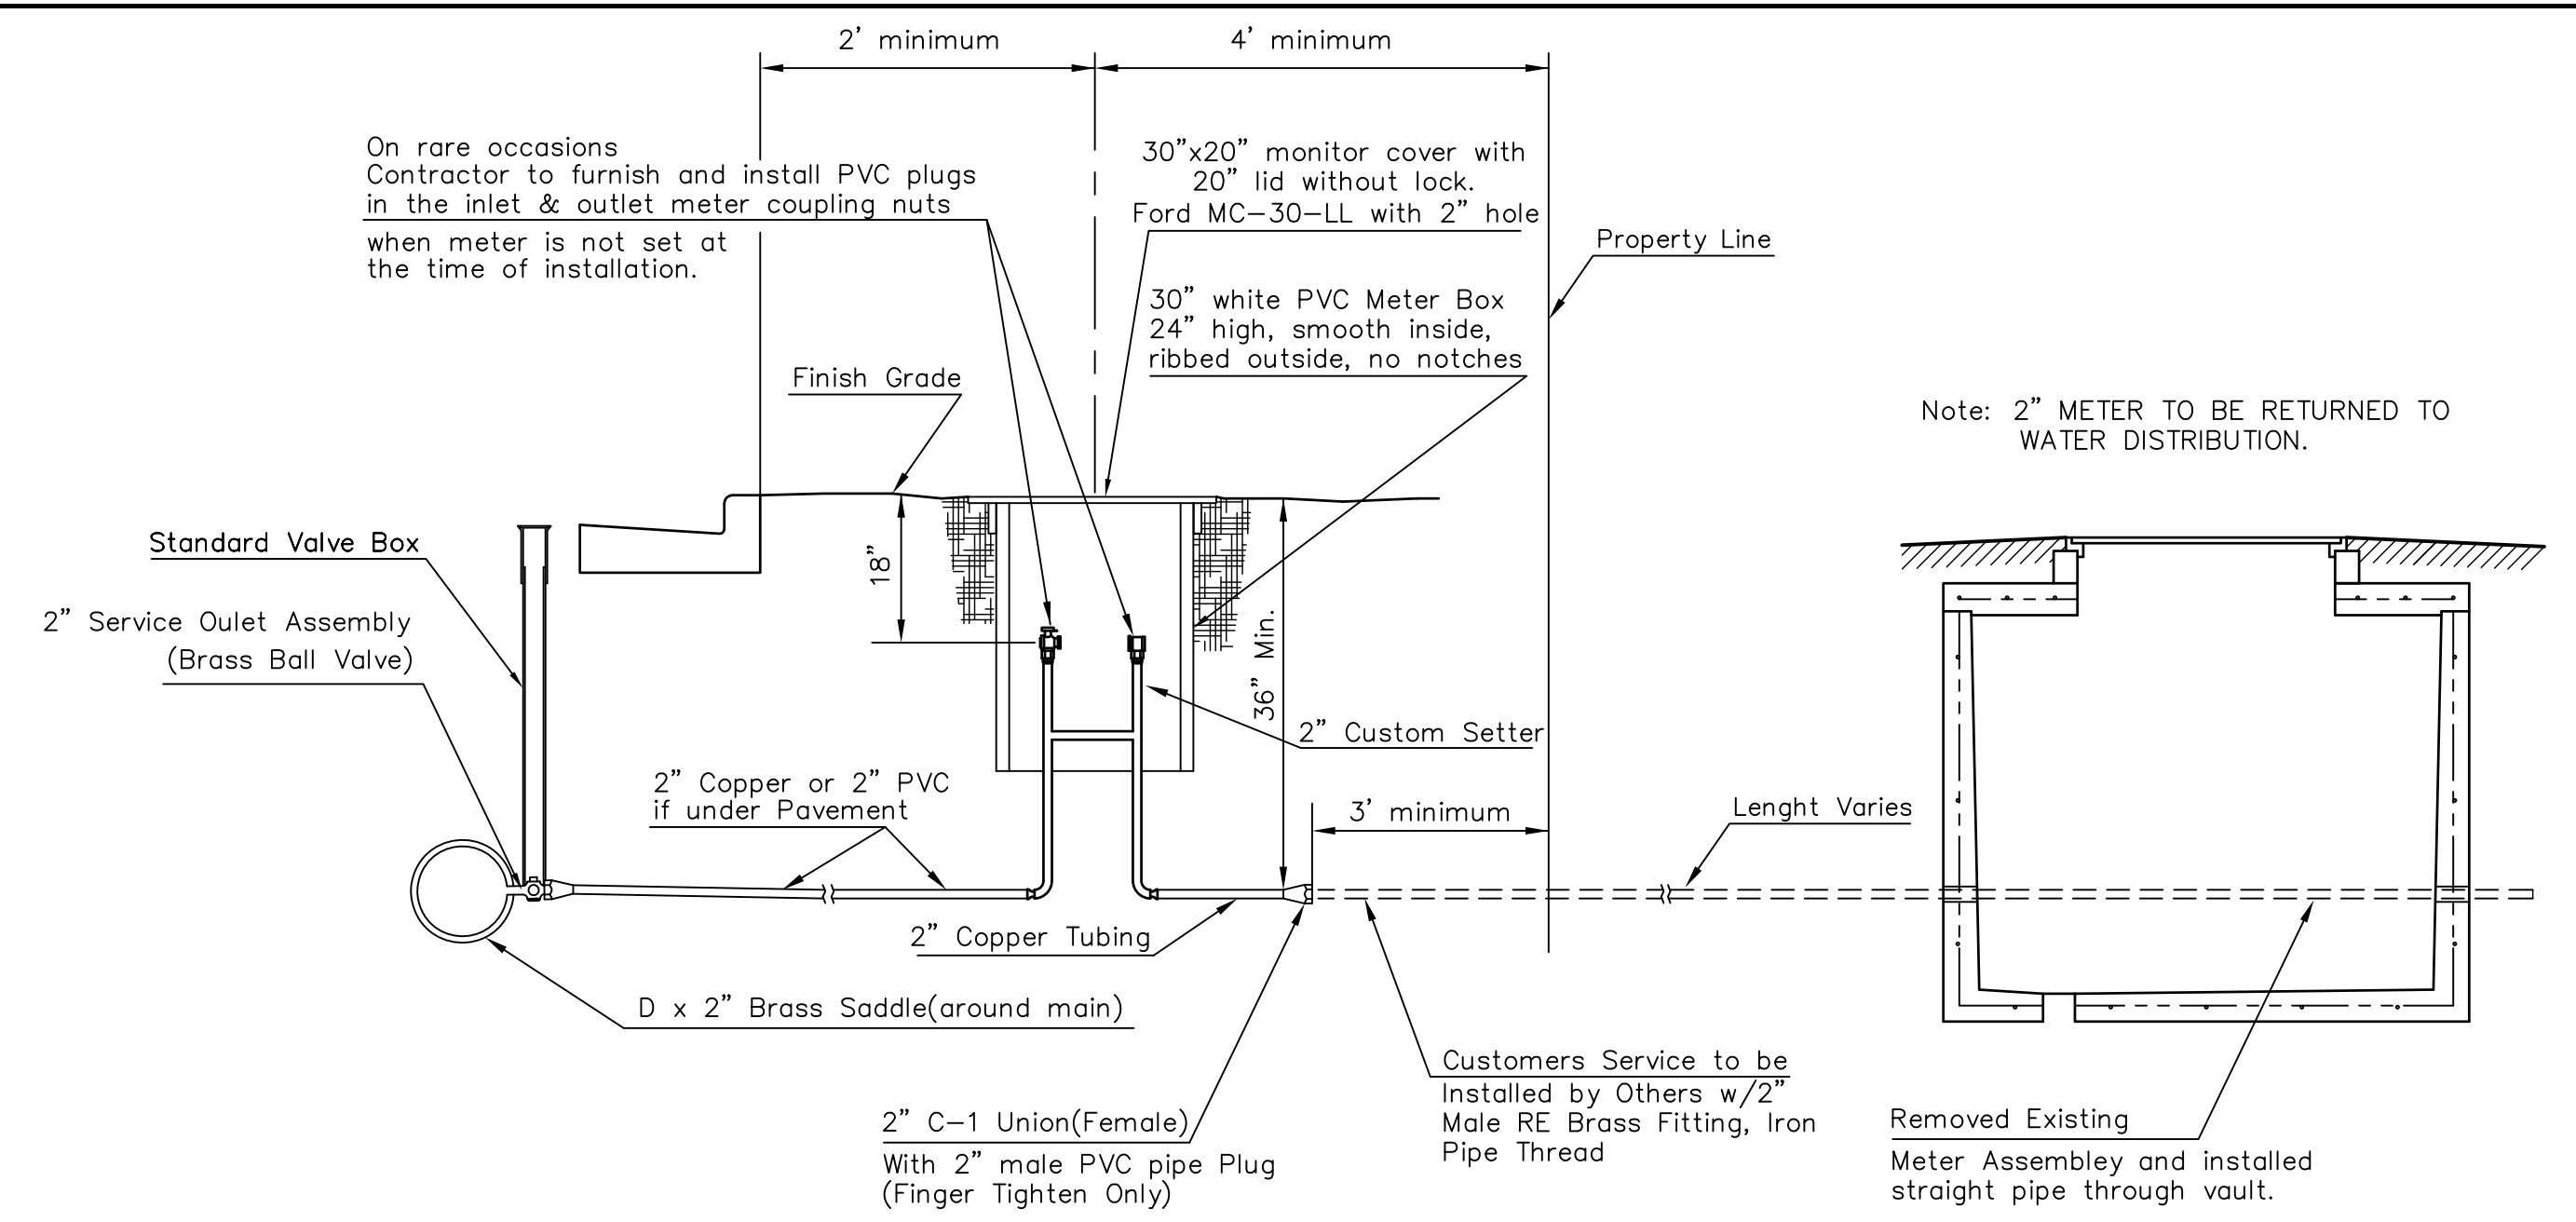 2’ minimum
4’ minimum
On rare occasions
Contractor to furnish and install PVC plugs
in the inlet & outlet meter coupling nuts
when meter is not set at
the time of installation.
30”x20” monitor cover with
20” lid without lock.
Ford MC-30-LL with 2” hole
Property Line
30” white PVC Meter Box
24” high, smooth inside,
ribbed outside, no notches
Finish Grade
Note: 2” METER TO BE RETURNED TO
WATER DISTRIBUTION.
Standard Valve Box
18”
2” Service Oulet Assembly
(Brass Ball Valve)
36” Min.
2” Custom Setter
2” Copper or 2” PVC
if under Pavement
3’ minimum
Lenght Varies
2” Copper Tubing
D x 2” Brass Saddle(around main)
Customers Service to be
Installed by Others w/2”
Male RE Brass Fitting, Iron
Pipe Thread
2” C-1 Union(Female)
With 2” male PVC pipe Plug
(Finger Tighten Only)
Removed Existing
Meter Assembley and installed
straight pipe through vault.